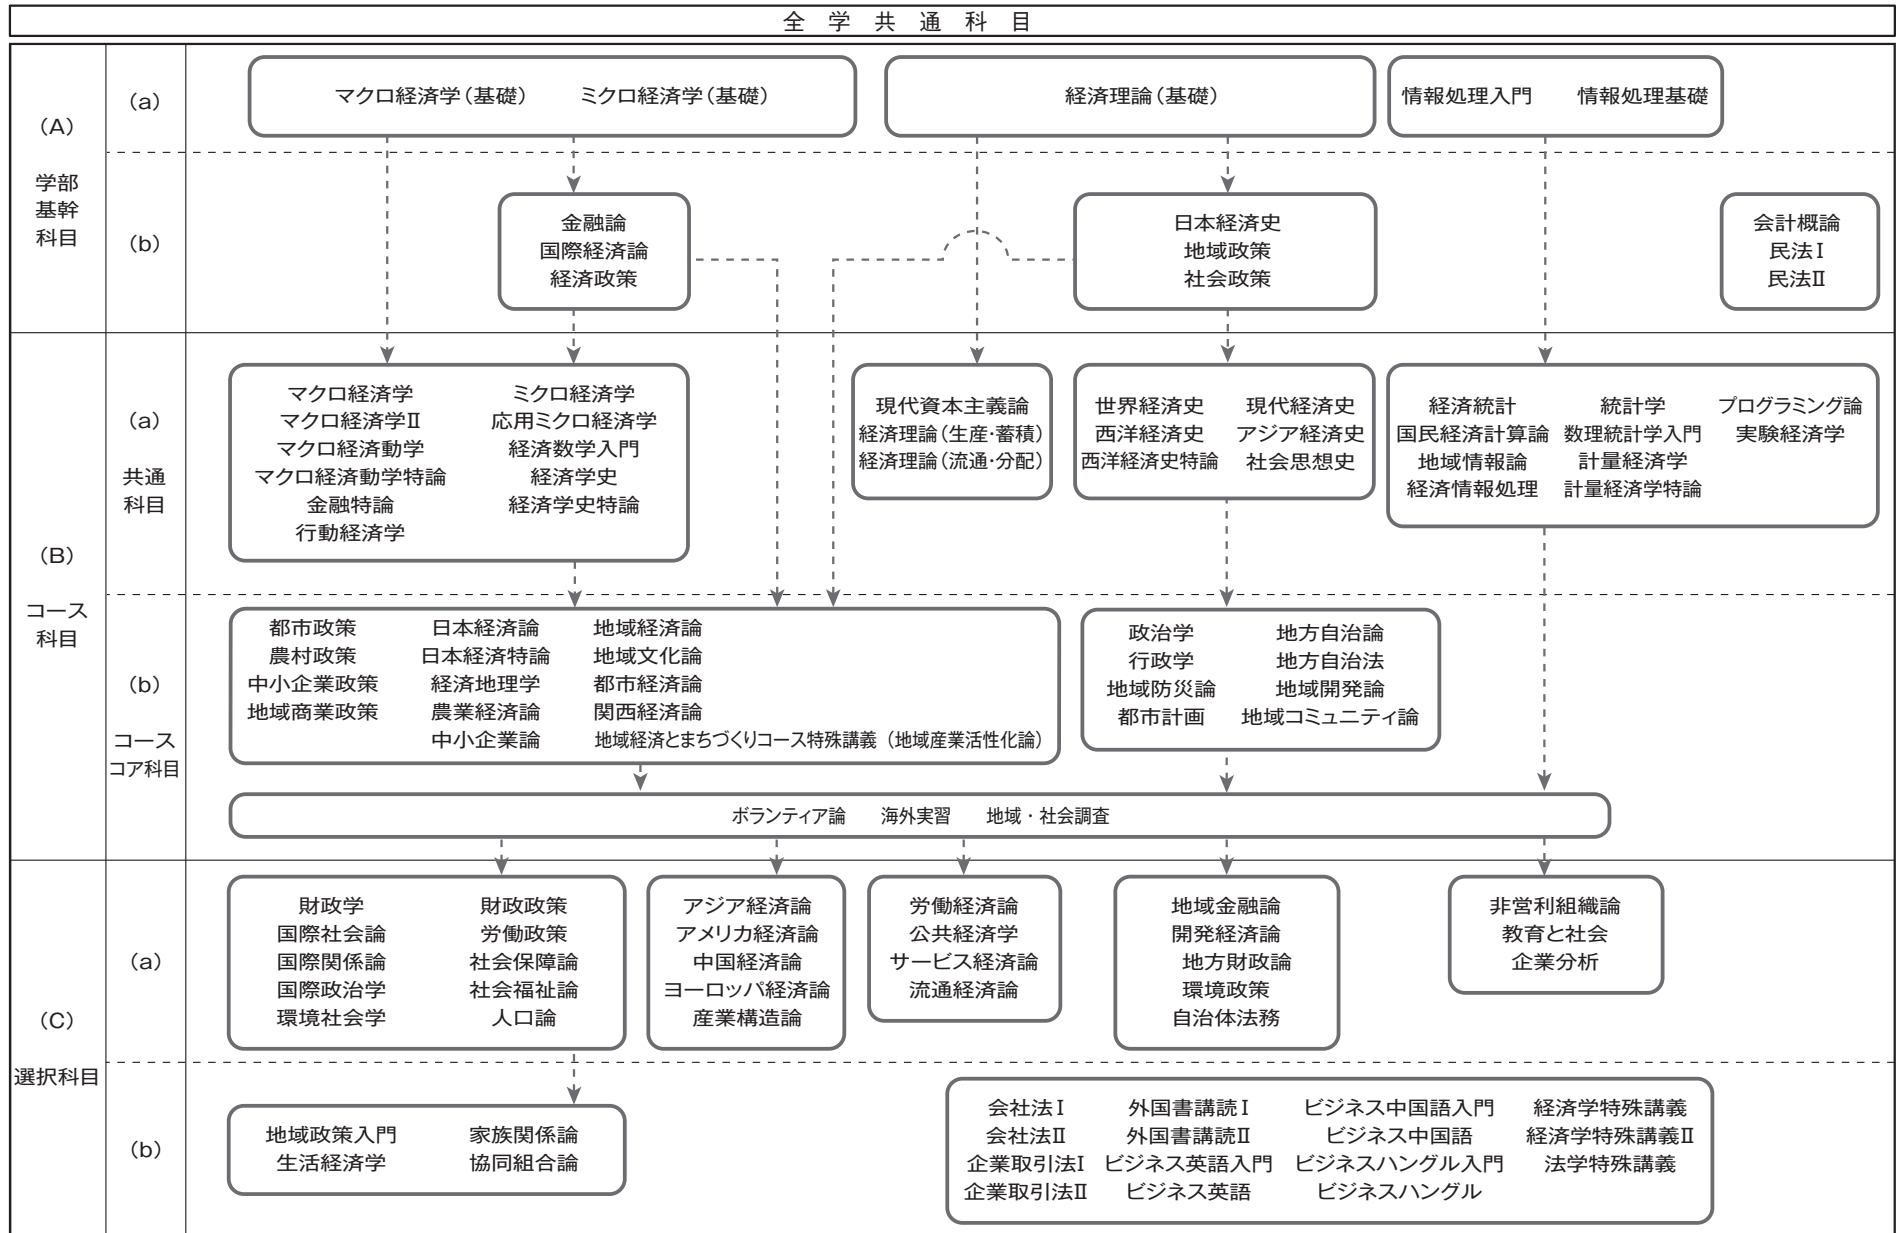 全 学 共 通 科 目
(A)
学部
基幹
科目
(a)
マクロ経済学(基礎) ミクロ経済学(基礎)
経済理論(基礎)
情報処理入門 情報処理基礎
(b)
金融論
国際経済論
経済政策
日本経済史
地域政策
社会政策
会計概論
民法Ⅰ
民法Ⅱ
(B)
コース
科目
(a)
共通
科目
マクロ経済学 ミクロ経済学
マクロ経済学Ⅱ 応用ミクロ経済学
マクロ経済動学 経済数学入門
マクロ経済動学特論 経済学史
金融特論 経済学史特論
行動経済学
現代資本主義論
経済理論(生産・蓄積)
経済理論(流通・分配)
世界経済史 現代経済史
西洋経済史 アジア経済史
西洋経済史特論 社会思想史
経済統計 統計学 プログラミング論
国民経済計算論 数理統計学入門 実験経済学
地域情報論 計量経済学
経済情報処理 計量経済学特論
(b)
コース
コア科目
都市政策 日本経済論 地域経済論
農村政策 日本経済特論 地域文化論
中小企業政策 経済地理学 都市経済論
地域商業政策 農業経済論 関西経済論
中小企業論 地域経済とまちづくりコース特殊講義(地域産業活性化論)
政治学 地方自治論
行政学 地方自治法
地域防災論 地域開発論
都市計画 地域コミュニティ論
ボランティア論 海外実習 地域・社会調査
(C)
選択科目
(a)
財政学 財政政策
国際社会論 労働政策
国際関係論 社会保障論
国際政治学 社会福祉論
環境社会学 人口論
アジア経済論
アメリカ経済論
中国経済論
ヨーロッパ経済論
産業構造論
労働経済論
公共経済学
サービス経済論
流通経済論
地域金融論
開発経済論
地方財政論
環境政策
自治体法務
非営利組織論
教育と社会
企業分析
(b)
地域政策入門 家族関係論
生活経済学 協同組合論
会社法Ⅰ 外国書講読Ⅰ ビジネス中国語入門 経済学特殊講義
会社法Ⅱ 外国書講読Ⅱ ビジネス中国語 経済学特殊講義Ⅱ
企業取引法Ⅰ ビジネス英語入門 ビジネスハングル入門 法学特殊講義
企業取引法Ⅱ ビジネス英語 ビジネスハングル